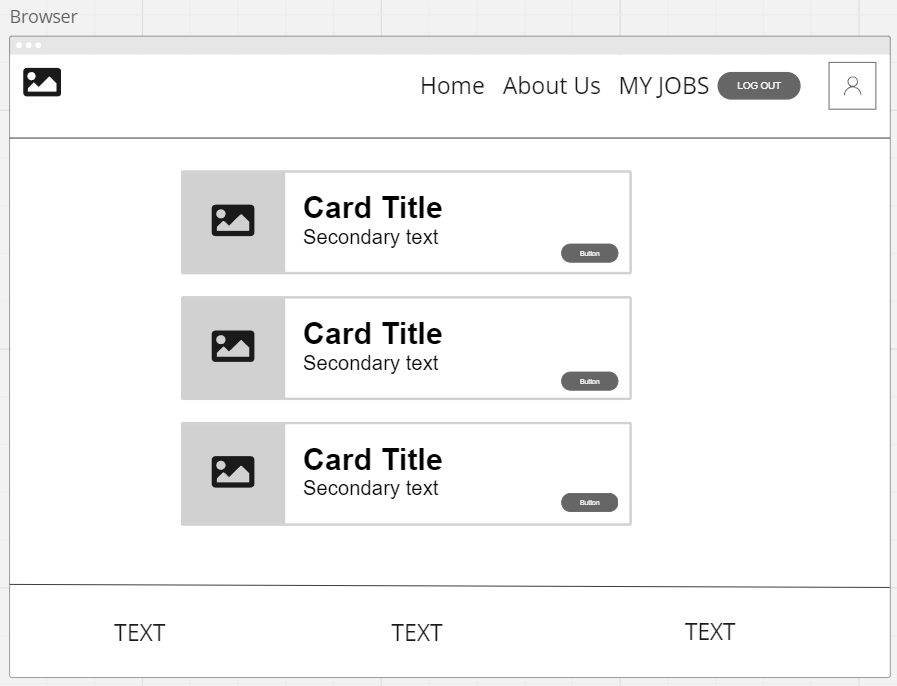 Browser
Home About Us MY JOBS LOG OUT
Card Title
Secondary text
Button
Card Title
Secondary text
Button
Card Title
Secondary text
Button
TEXT TEXT TEXT